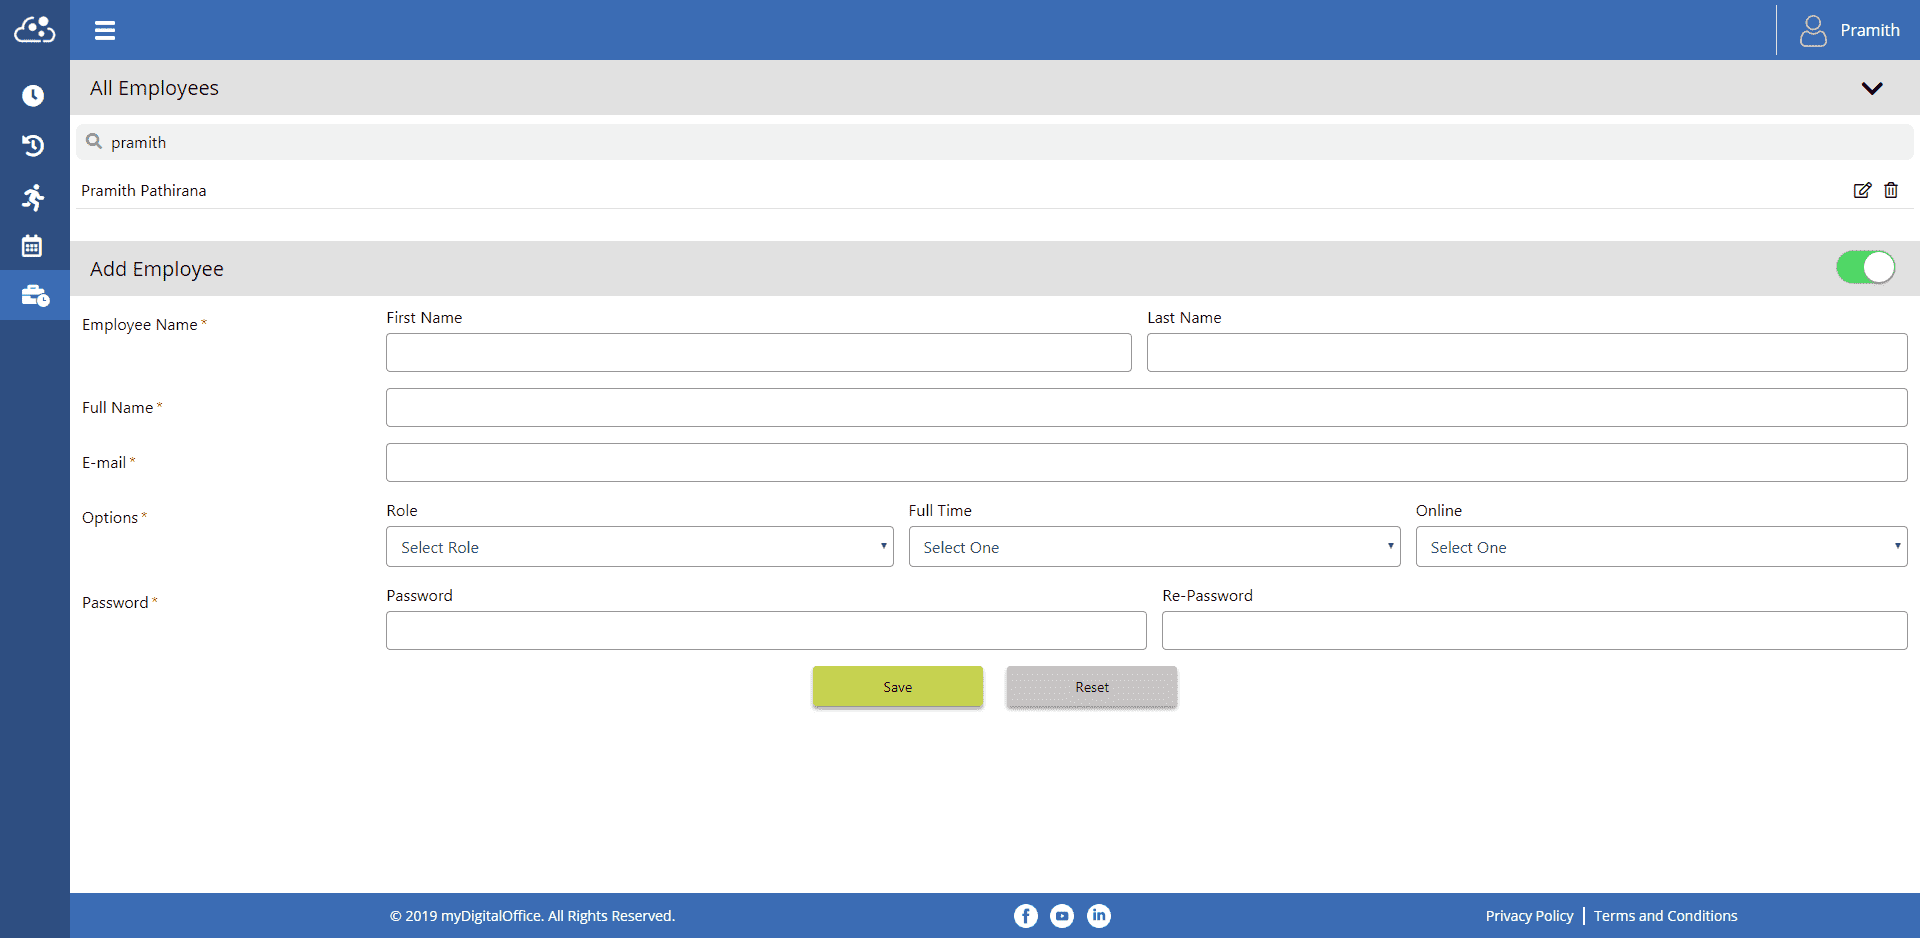 Pramith
All Employees
pramith
Pramith Pathirana
Add Employee
Employee Name *
First Name
Last Name
Full Name *
E-mail *
Options *
Role
Full Time
Online
Select Role
Select One
Select One
Password *
Password
Re-Password
Save
Reset
© 2019 myDigitalOffice. All Rights Reserved.
Privacy Policy | Terms and Conditions